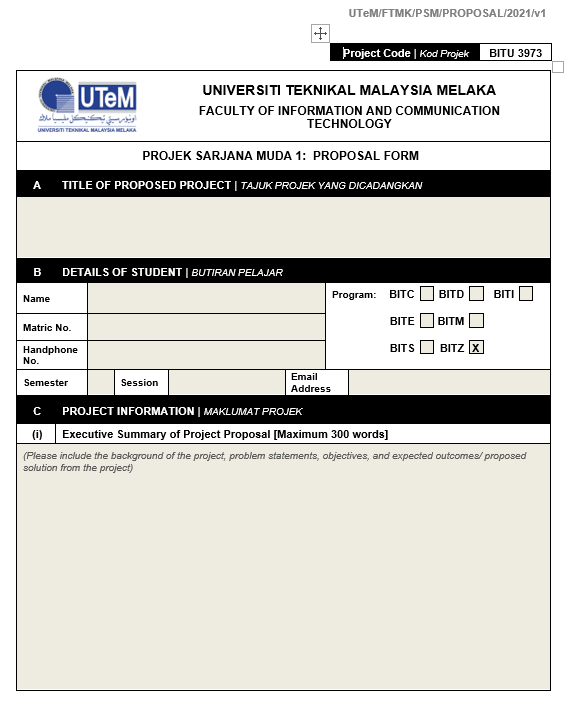 UTeM/FTMK/PSM/PROPOSAL/2021/v1
Project Code | Kod Projek BITU 3973
UTeM
UNIVERSITI TEKNIKAL MALAYSIA MELAKA
UNIVERSITI TEKNIKAL MALAYSIA MELAKA
FACULTY OF INFORMATION AND COMMUNICATION
TECHNOLOGY
PROJEK SARJANA MUDA 1: PROPOSAL FORM
A TITLE OF PROPOSED PROJECT | TAJUK PROJEK YANG DICADANGKAN
B DETAILS OF STUDENT | BUTIRAN PELAJAR
Name
Program: BITC BITD BITI
Matric No.
BITE BITM
Handphone
No.
BITS BITZ X
Semester Session Email
Address
C PROJECT INFORMATION | MAKLUMAT PROJEK
(i) Executive Summary of Project Proposal [Maximum 300 words]
(Please include the background of the project, problem statements, objectives, and expected outcomes/ proposed
solution from the project)